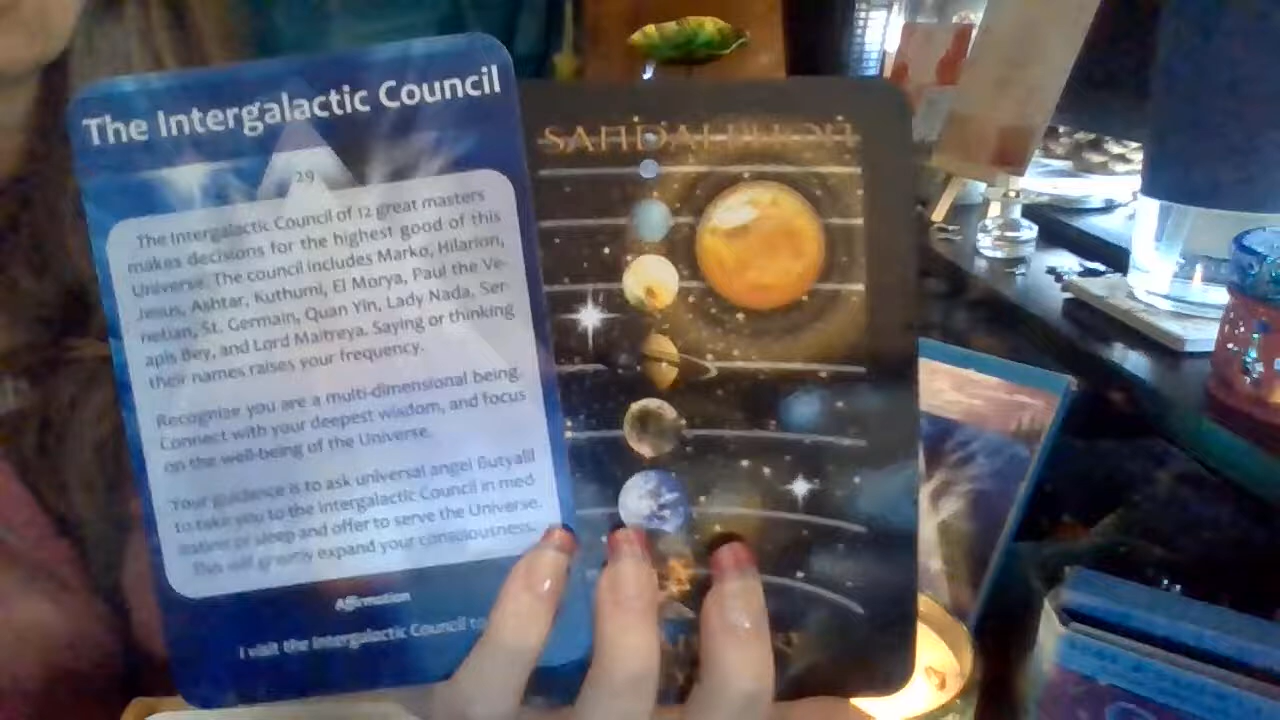 The Intergalactic Council
29
The Intergalactic Council of 12 great masters
makes decisions for the highest good of this
Universe. The council includes Marko, Hilarion,
Jesus, Ashtar, Kuthumi, El Morya, Paul the Ve-
netian, St. Germain, Quan Yin, Lady Nada, Ser-
apis Bey, and Lord Maitreya. Saying or thinking
their names raises your frequency.
Recognize you are a multi-dimensional being.
Connect with your deepest wisdom, and focus
on the well-being of the Universe.
Your guidance is to ask universal angel Butyalil
to take you to the Intergalactic Council in med
itation or sleep and offer to serve the Universe.
This will greatly expand your consciousness.
Affirmation
I visit the Intergalactic Council to
SANDALPHON